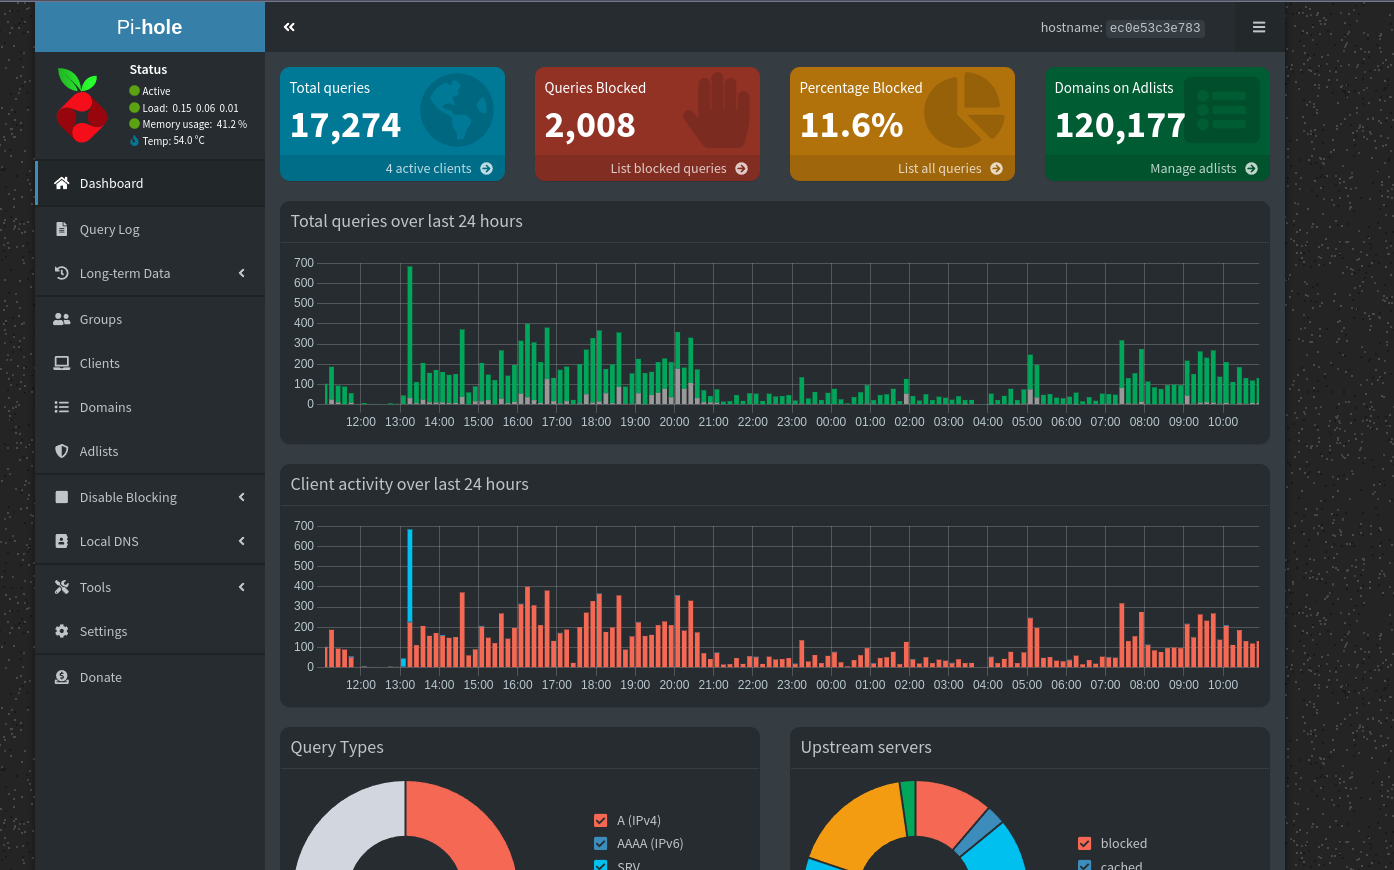 Pi-hole
hostname: ec0e53c3e783
Status
Active
Load: 0.15 0.06 0.01
Memory usage: 41.2 %
Temp: 54.0 °C
Dashboard
Query Log
Long-term Data
Groups
Clients
Domains
Adlists
Disable Blocking
Local DNS
Tools
Settings
Donate
Total queries
17,274
4 active clients
Queries Blocked
2,008
List blocked queries
Percentage Blocked
11.6%
List all queries
Domains on Adlists
120,177
Manage adlists
Total queries over last 24 hours
700
600
500
400
300
200
100
0
12:00 13:00 14:00 15:00 16:00 17:00 18:00 19:00 20:00 21:00 22:00 23:00 00:00 01:00 02:00 03:00 04:00 05:00 06:00 07:00 08:00 09:00 10:00
Client activity over last 24 hours
700
600
500
400
300
200
100
0
12:00 13:00 14:00 15:00 16:00 17:00 18:00 19:00 20:00 21:00 22:00 23:00 00:00 01:00 02:00 03:00 04:00 05:00 06:00 07:00 08:00 09:00 10:00
Query Types
A (IPv4)
AAAA (IPv6)
SRV
Upstream servers
blocked
cached